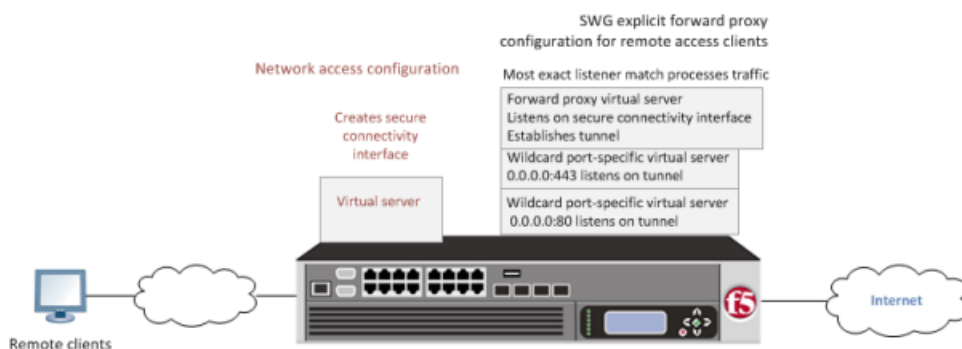 SWG explicit forward proxy
configuration for remote access clients
Network access configuration
Most exact listener match processes traffic
Forward proxy virtual server
Listens on secure connectivity interface
Establishes tunnel
Creates secure
connectivity
interface
Wildcard port-specific virtual server
0.0.0.0:443 listens on tunnel
Virtual server
Wildcard port-specific virtual server
0.0.0.0:80 listens on tunnel
f5
Internet
Remote clients